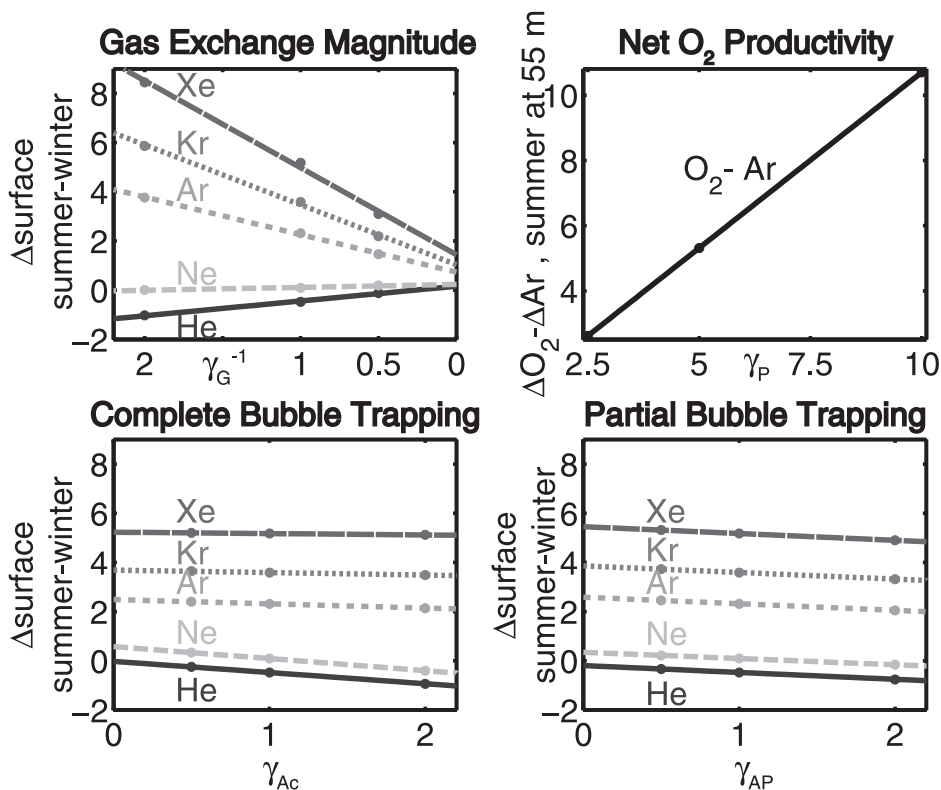 Gas Exchange Magnitude
Δsurface
summer-winter
8
6
4
2
0
−2
Xe
Kr
Ar
Ne
He
2
1
0.5
0
γG-1
Net O2 Productivity
ΔO2-ΔAr , summer at 55 m
10
8
6
4
O2- Ar
2.5
5
7.5
10
γP
Complete Bubble Trapping
Δsurface
summer-winter
8
6
4
2
0
−2
Xe
Kr
Ar
Ne
He
0
1
2
γAc
Partial Bubble Trapping
Δsurface
summer-winter
8
6
4
2
0
−2
Xe
Kr
Ar
Ne
He
0
1
2
γAP